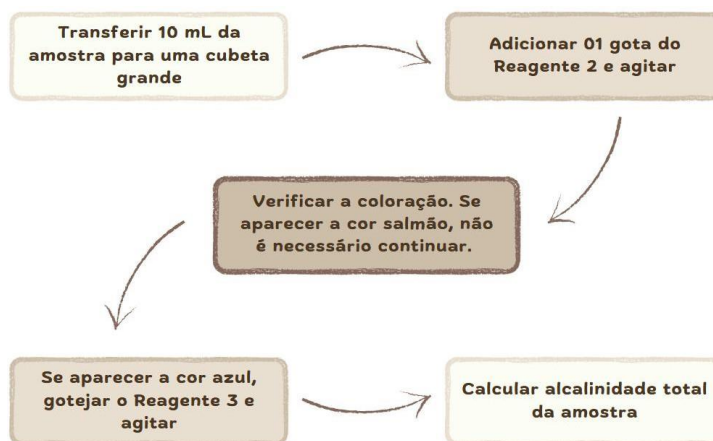 Transferir 10 mL da
amostra para uma cubeta
grande
Adicionar 01 gota do
Reagente 2 e agitar
Verificar a coloração. Se
aparecer a cor salmão, não
é necessário continuar.
Se aparecer a cor azul,
gotejar o Reagente 3 e
agitar
Calcular alcalinidade total
da amostra